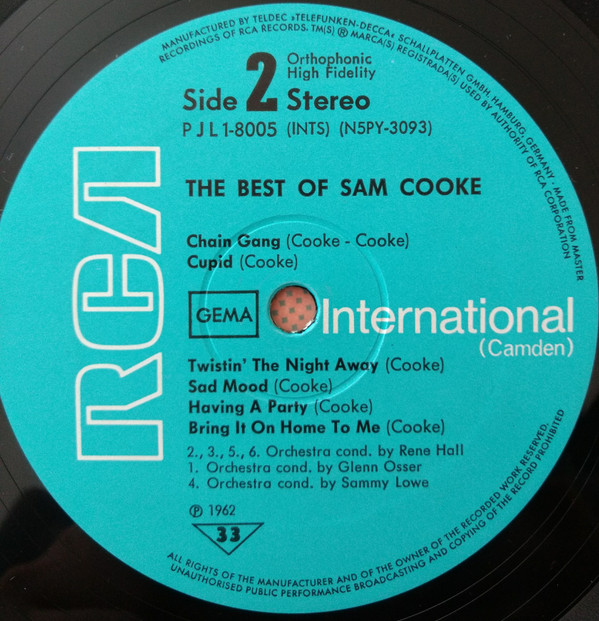 MANUFACTURED BY TELDEC »TELEFUNKEN-DECCA« SCHALLPLATTEN GMBH, HAMBURG, GERMANY · MADE FROM MASTER
RECORDINGS OF RCA RECORDS. TM(S) ® MARCA(S) REGISTRADA(S) USED BY AUTHORITY OF RCA CORPORATION
Orthophonic
High Fidelity
Side 2 Stereo
PJL1-8005 (INTS) (N5PY-3093)
RCA
THE BEST OF SAM COOKE
Chain Gang (Cooke - Cooke)
Cupid (Cooke)
GEMA
International
(Camden)
Twistin' The Night Away (Cooke)
Sad Mood (Cooke)
Having A Party (Cooke)
Bring It On Home To Me (Cooke)
2., 3., 5., 6. Orchestra cond. by Rene Hall
1. Orchestra cond. by Glenn Osser
4. Orchestra cond. by Sammy Lowe
℗ 1962
33
ALL RIGHTS OF THE MANUFACTURER AND OF THE OWNER OF THE RECORDED WORK RESERVED.
UNAUTHORISED PUBLIC PERFORMANCE BROADCASTING AND COPYING OF THE RECORD PROHIBITED